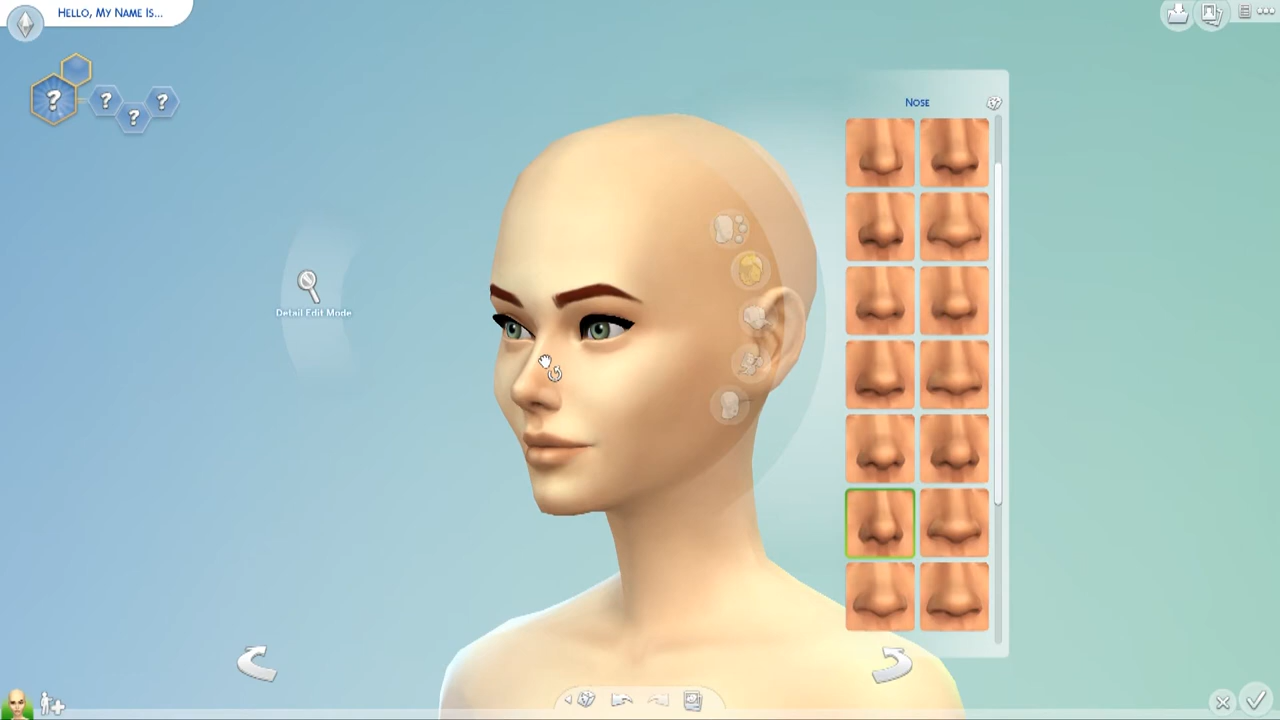 Hello, My Name Is...
? ? ? ?
Nose
Detail Edit Mode